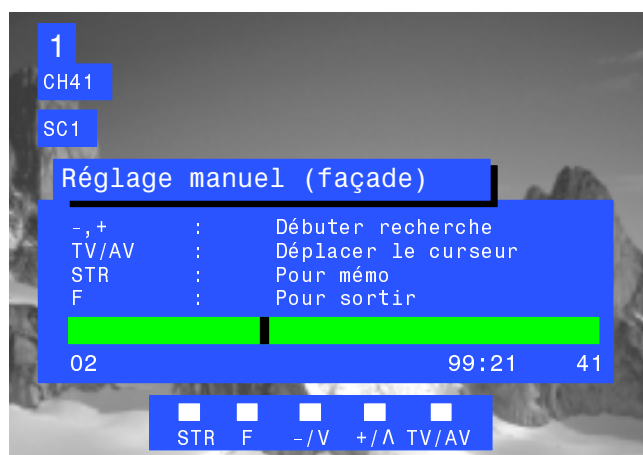 1
CH41
SC1
Réglage manuel (façade)
-,+ : Débuter recherche
TV/AV : Déplacer le curseur
STR : Pour mémo
F : Pour sortir
02 99:21 41
STR F -/V +/Λ TV/AV